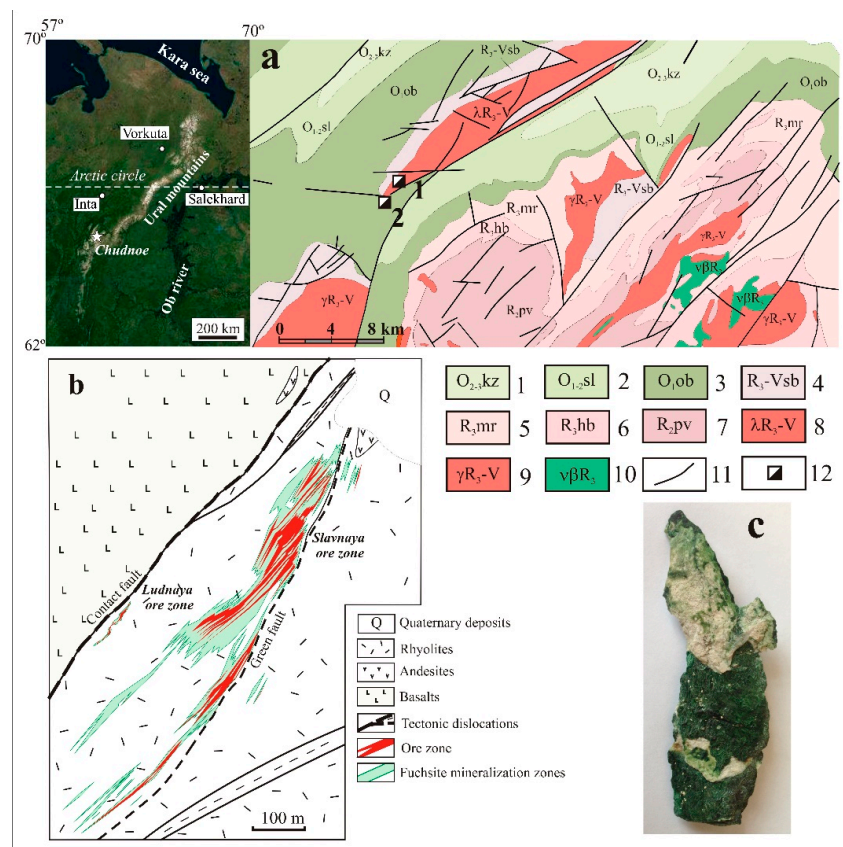 57°
70°
70°
62°
Kara sea
Vorkuta
Arctic circle
Inta
Ural mountains
Salekhard
Chudnoe
Ob river
200 km
a
O₂₋₃kz
R₃-Vsb
O₁ob
O₂₋₃kz
O₁ob
λR₃-V
O₁₋₂sl
O₁₋₂sl
R₃mr
1
2
γR₃-V
R₃-Vsb
R₃mr
R₃hb
γR₃-V
νβR₃
γR₃-V
R₂pv
νβR₃
γR₃-V
0 4 8 km
b
Q
Slavnaya
ore zone
Ludnaya
ore zone
Contact fault
Green fault
100 m
O₂₋₃kz 1
O₁₋₂sl 2
O₁ob 3
R₃-Vsb 4
R₃mr 5
R₃hb 6
R₂pv 7
λR₃-V 8
γR₃-V 9
νβR₃ 10
11
12
Q Quaternary deposits
Rhyolites
Andesites
L L Basalts
Tectonic dislocations
Ore zone
Fuchsite mineralization zones
c